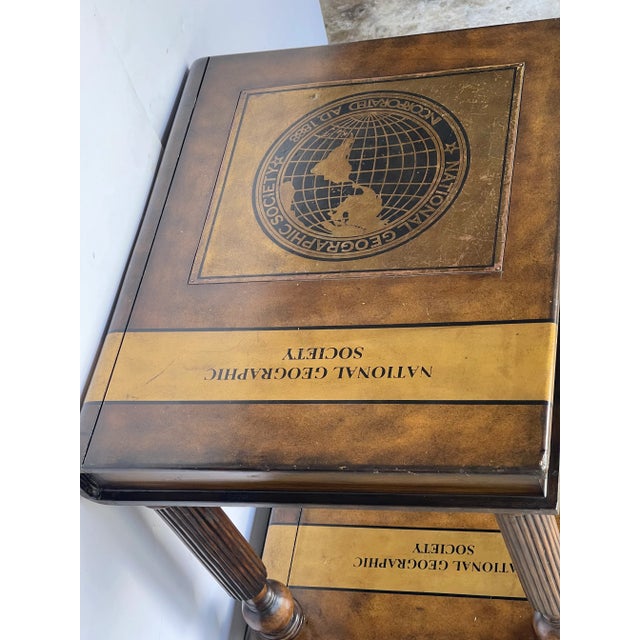 NATIONAL GEOGRAPHIC SOCIETY
INCORPORATED A.D. 1888
NATIONAL GEOGRAPHIC
SOCIETY
NATIONAL GEOGRAPHIC
SOCIETY